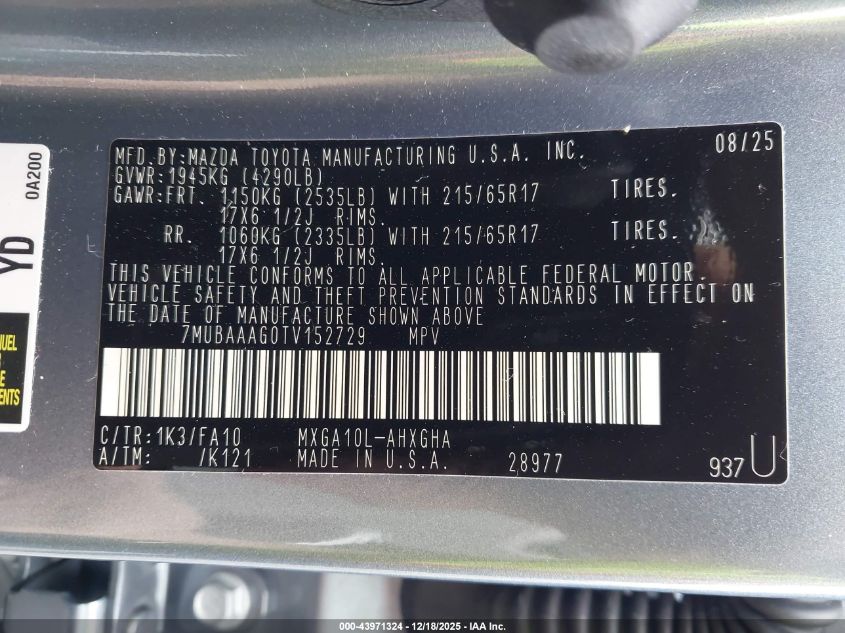 MFD.BY:MAZDA TOYOTA MANUFACTURING U.S.A. INC. 08/25
GVWR:1945KG (4290LB)
GAWR:FRT. 1150KG (2535LB) WITH 215/65R17 TIRES.
17X6 1/2J RIMS.
RR. 1060KG (2335LB) WITH 215/65R17 TIRES.
17X6 1/2J RIMS.
THIS VEHICLE CONFORMS TO ALL APPLICABLE FEDERAL MOTOR
VEHICLE SAFETY AND THEFT PREVENTION STANDARDS IN EFFECT ON
THE DATE OF MANUFACTURE SHOWN ABOVE
7MUBAAAG0TV152729 MPV
C/TR:1K3/FA10 MXGA10L-AHXGHA
A/TM: /K121 MADE IN U.S.A. 28977 937U
0A200
YD
000-43971324 | 12/18/2025 | IAA Inc.